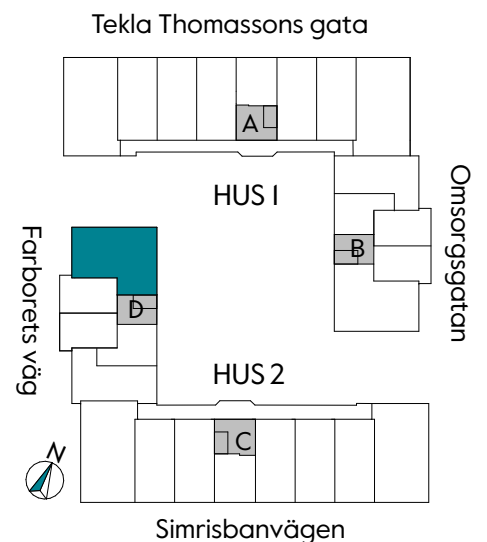 Tekla Thomassons gata
A
HUS 1
Omsorgsgatan
B
Farborets väg
D
HUS 2
C
N
Simrisbanvägen